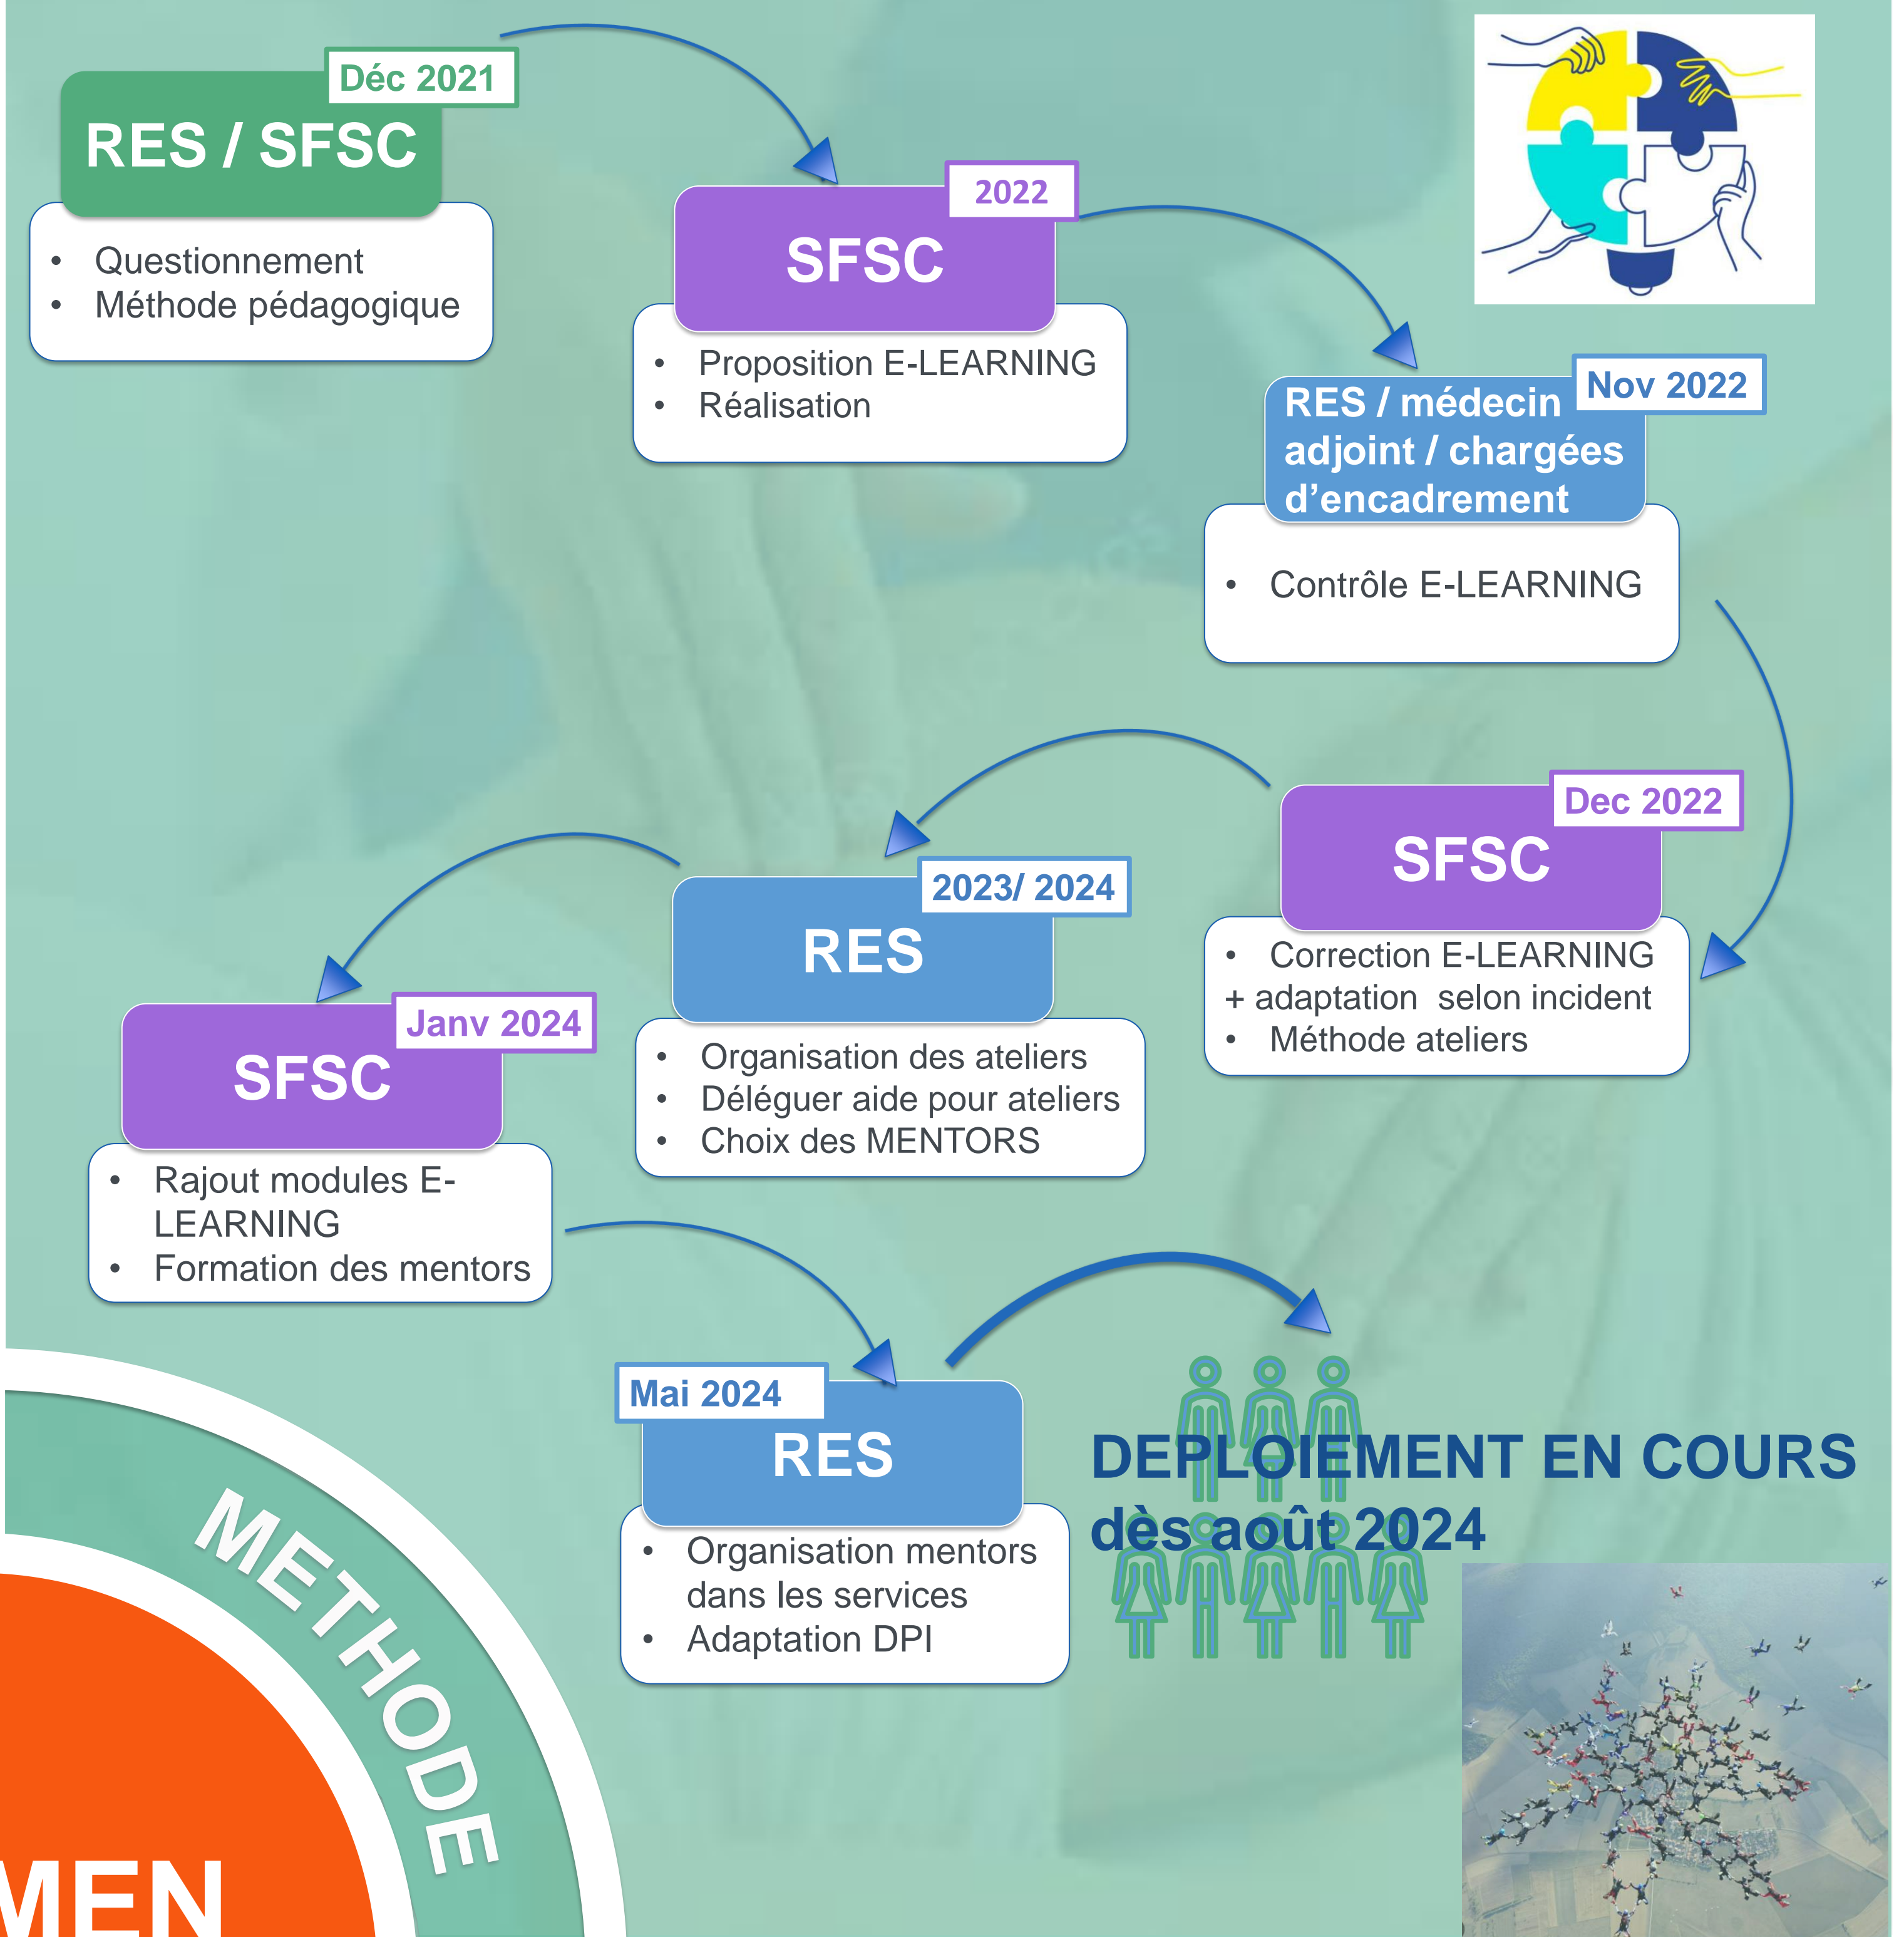 Déc 2021
RES / SFSC
• Questionnement
• Méthode pédagogique
2022
SFSC
• Proposition E-LEARNING
• Réalisation
Nov 2022
RES / médecin
adjoint / chargées
d’encadrement
• Contrôle E-LEARNING
Dec 2022
SFSC
• Correction E-LEARNING
+ adaptation selon incident
• Méthode ateliers
2023/ 2024
RES
• Organisation des ateliers
• Déléguer aide pour ateliers
• Choix des MENTORS
Janv 2024
SFSC
• Rajout modules E-
LEARNING
• Formation des mentors
Mai 2024
RES
• Organisation mentors
dans les services
• Adaptation DPI
DEPLOIEMENT EN COURS
dès août 2024
METHODE
MEN